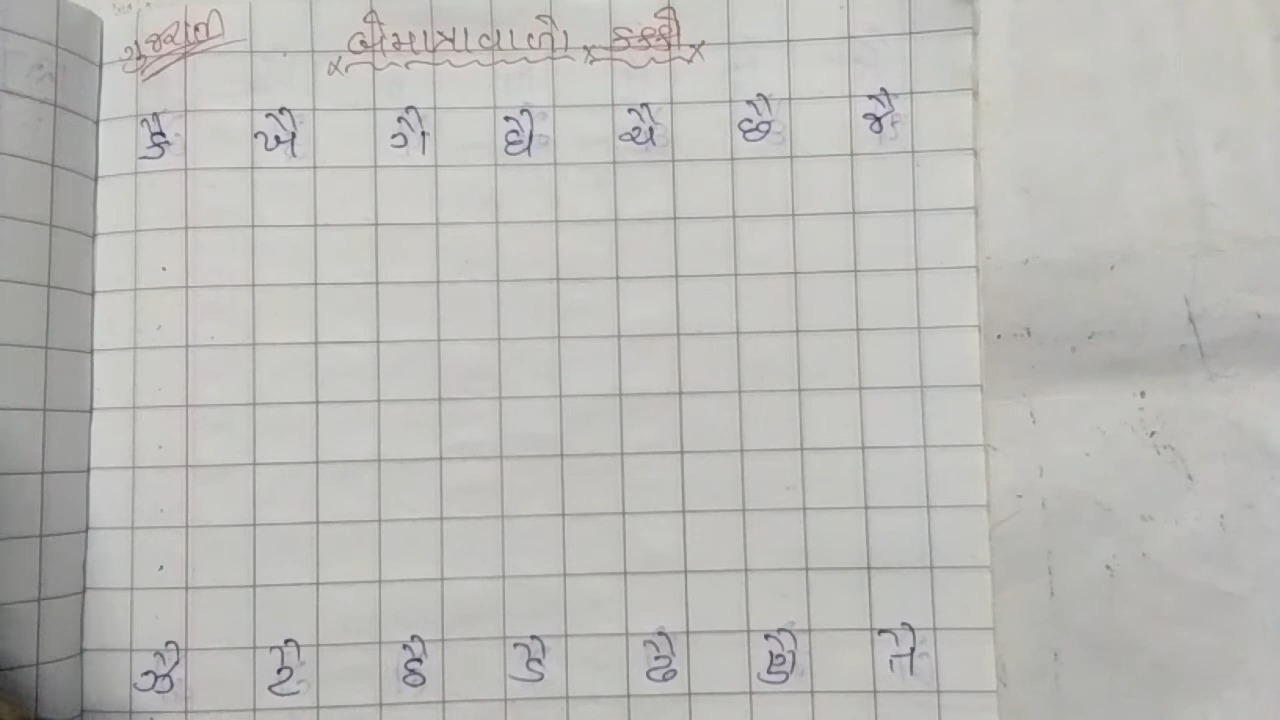 ગુજરાતી બેમાત્રાવાળો કક્કો
કૈ ખૈ ગૈ ઘૈ ચૈ છૈ જૈ
ઝૈ ટૈ ઠૈ ડૈ ઢૈ ણૈ તૈ